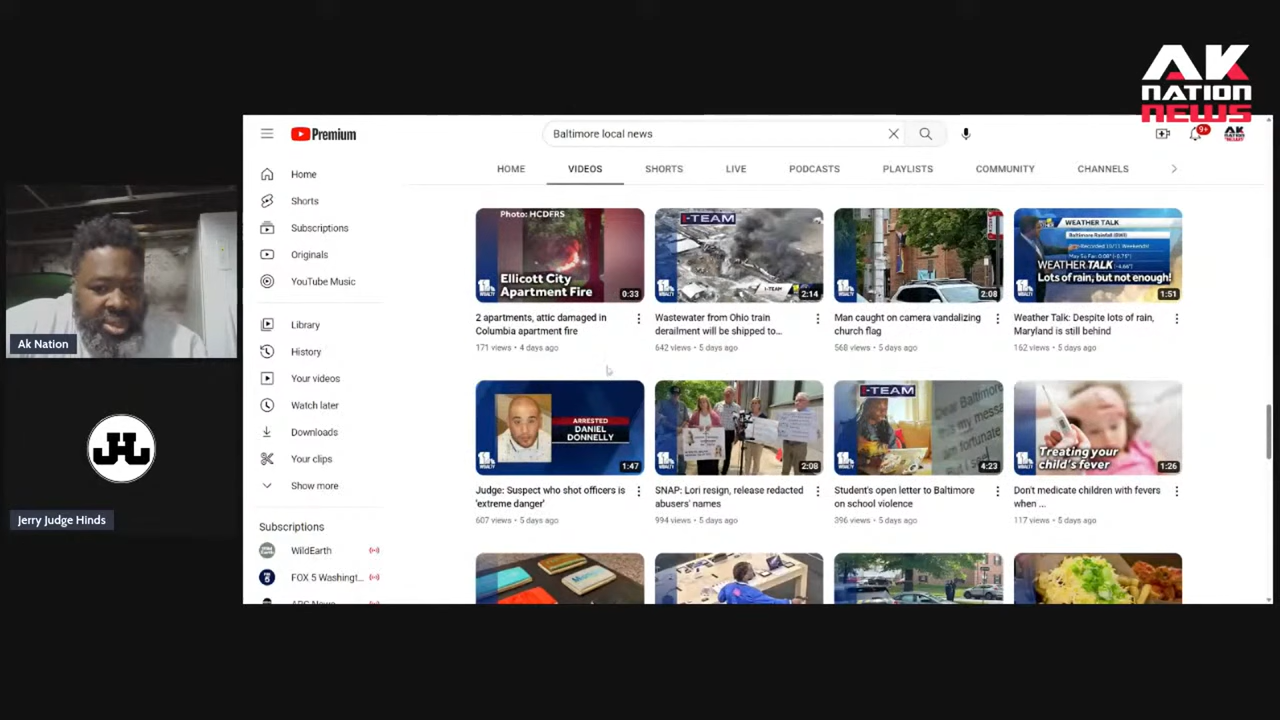 AK
NATION
NEWS
Premium
Baltimore local news
9+
HOME
VIDEOS
SHORTS
LIVE
PODCASTS
PLAYLISTS
COMMUNITY
CHANNELS
Home
Shorts
Subscriptions
Originals
YouTube Music
Library
History
Your videos
Watch later
Downloads
Your clips
Show more
Subscriptions
WildEarth
FOX 5 Washingt...
Ak Nation
Jerry Judge Hinds
Photo: HCDFRS
Ellicott City
Apartment Fire
0:33
2 apartments, attic damaged in
Columbia apartment fire
171 views • 4 days ago
I-TEAM
2:14
Wastewater from Ohio train
derailment will be shipped to...
642 views • 5 days ago
2:08
Man caught on camera vandalizing
church flag
568 views • 5 days ago
WEATHER TALK
Baltimore Rainfall (BWI)
WEATHER TALK
Lots of rain, but not enough!
1:51
Weather Talk: Despite lots of rain,
Maryland is still behind
162 views • 5 days ago
ARRESTED
DANIEL
DONNELLY
1:47
Judge: Suspect who shot officers is
'extreme danger'
607 views • 5 days ago
2:08
SNAP: Lori resign, release redacted
abusers' names
994 views • 5 days ago
I-TEAM
Dear Baltimore
4:23
Student's open letter to Baltimore
on school violence
396 views • 5 days ago
Treating your
child's fever
1:26
Don't medicate children with fevers
when ...
117 views • 5 days ago